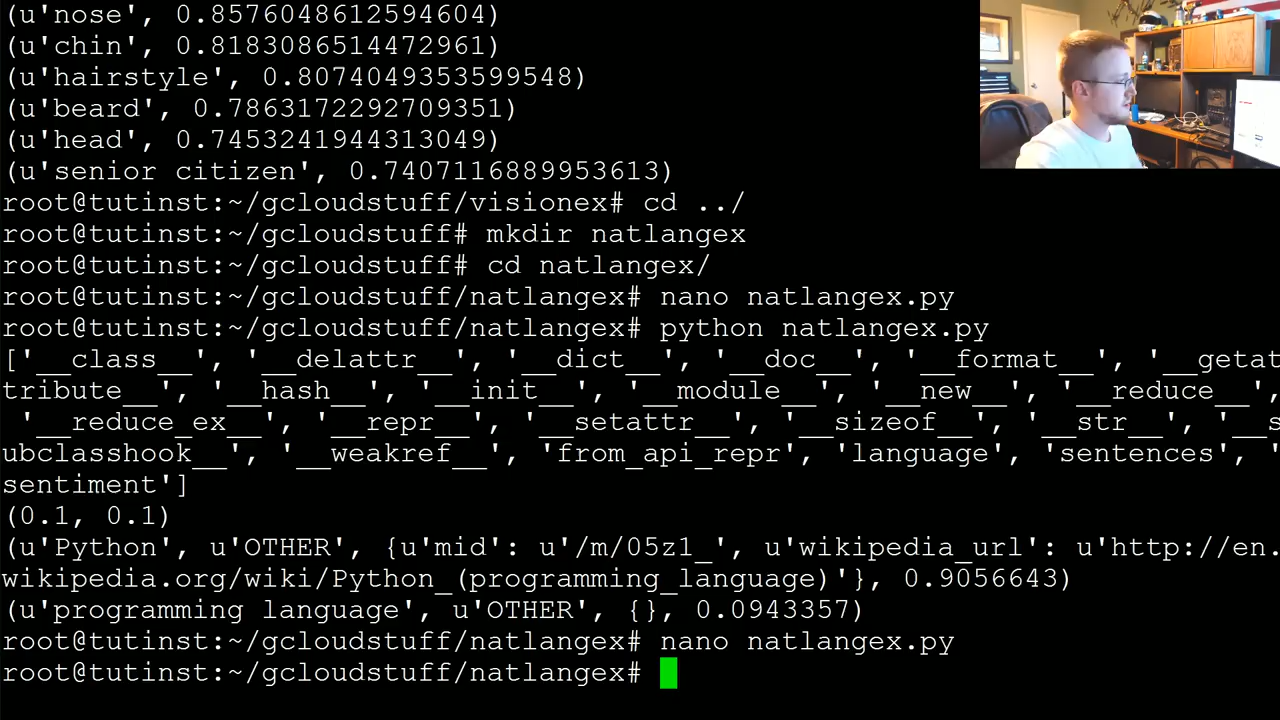 (u'nose', 0.8576048612594604)
(u'chin', 0.8183086514472961)
(u'hairstyle', 0.8074049353599548)
(u'beard', 0.7863172292709351)
(u'head', 0.7453241944313049)
(u'senior citizen', 0.7407116889953613)
root@tutinst:~/gcloudstuff/visionex# cd ../
root@tutinst:~/gcloudstuff# mkdir natlangex
root@tutinst:~/gcloudstuff# cd natlangex/
root@tutinst:~/gcloudstuff/natlangex# nano natlangex.py
root@tutinst:~/gcloudstuff/natlangex# python natlangex.py
['__class__', '__delattr__', '__dict__', '__doc__', '__format__', '__getat
tribute__', '__hash__', '__init__', '__module__', '__new__', '__reduce__',
'__reduce_ex__', '__repr__', '__setattr__', '__sizeof__', '__str__', '__s
ubclasshook__', '__weakref__', 'from_api_repr', 'language', 'sentences', '
sentiment']
(0.1, 0.1)
(u'Python', u'OTHER', {u'mid': u'/m/05z1_', u'wikipedia_url': u'http://en.
wikipedia.org/wiki/Python_(programming_language)'}, 0.9056643)
(u'programming language', u'OTHER', {}, 0.0943357)
root@tutinst:~/gcloudstuff/natlangex# nano natlangex.py
root@tutinst:~/gcloudstuff/natlangex#